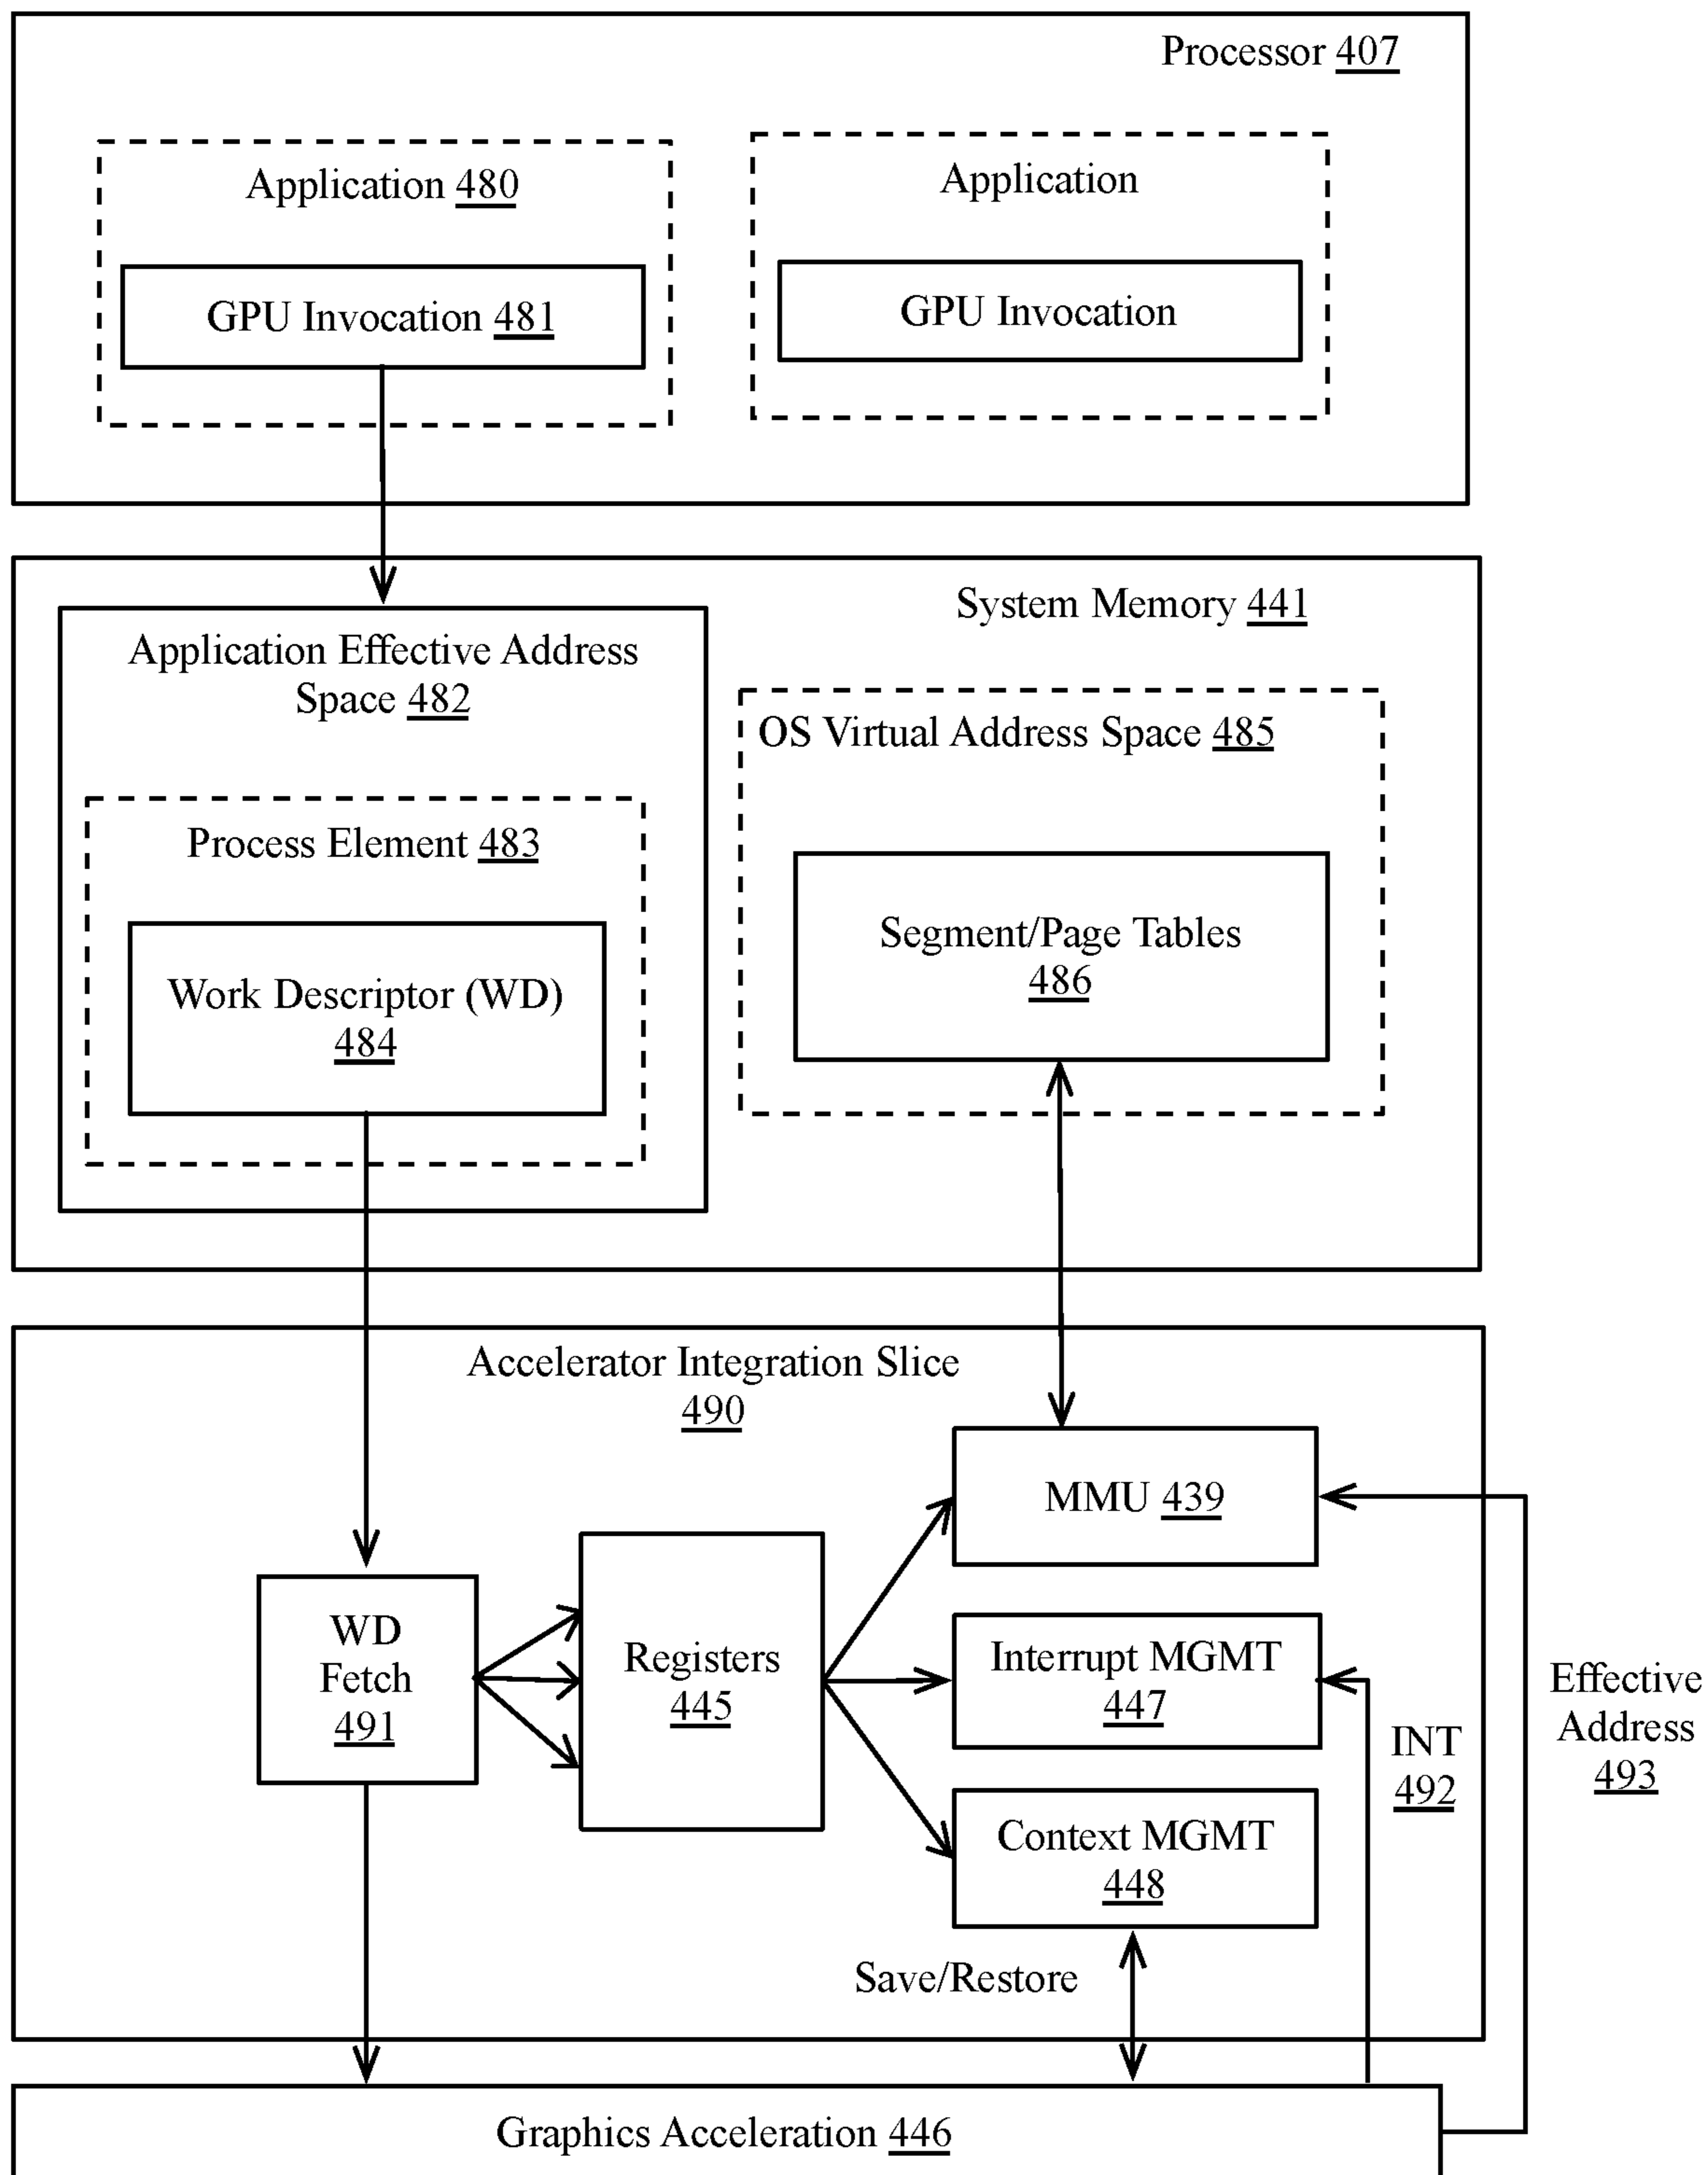 Processor 407
Application 480
Application
GPU Invocation 481
GPU Invocation
System Memory 441
Application Effective Address
Space 482
OS Virtual Address Space 485
Process Element 483
Segment/Page Tables
486
Work Descriptor (WD)
484
Accelerator Integration Slice
490
MMU 439
WD
Fetch
491
Registers
445
Interrupt MGMT
447
Effective
Address
493
INT
492
Context MGMT
448
Save/Restore
Graphics Acceleration 446